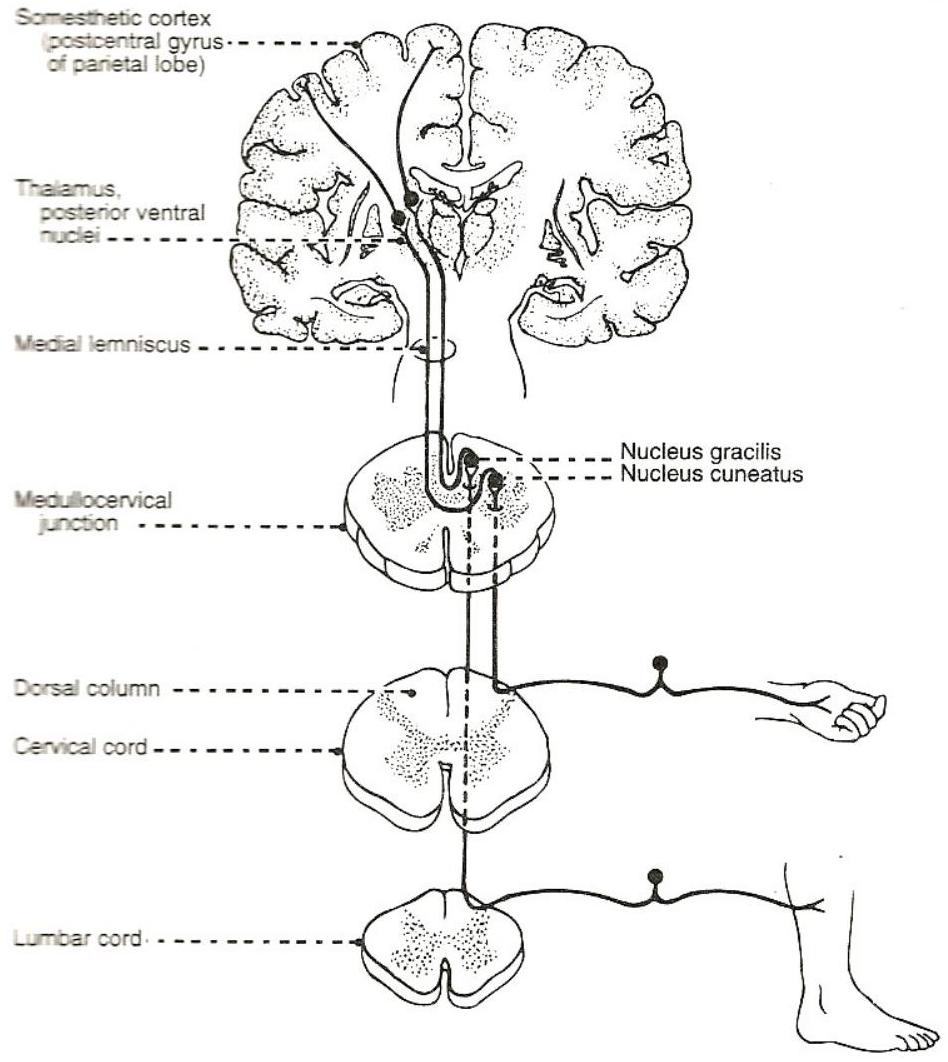 Somesthetic cortex
(postcentral gyrus
of parietal lobe)
Thalamus,
posterior ventral
nuclei
Medial lemniscus
Nucleus gracilis
Nucleus cuneatus
Medullocervical
junction
Dorsal column
Cervical cord
Lumbar cord